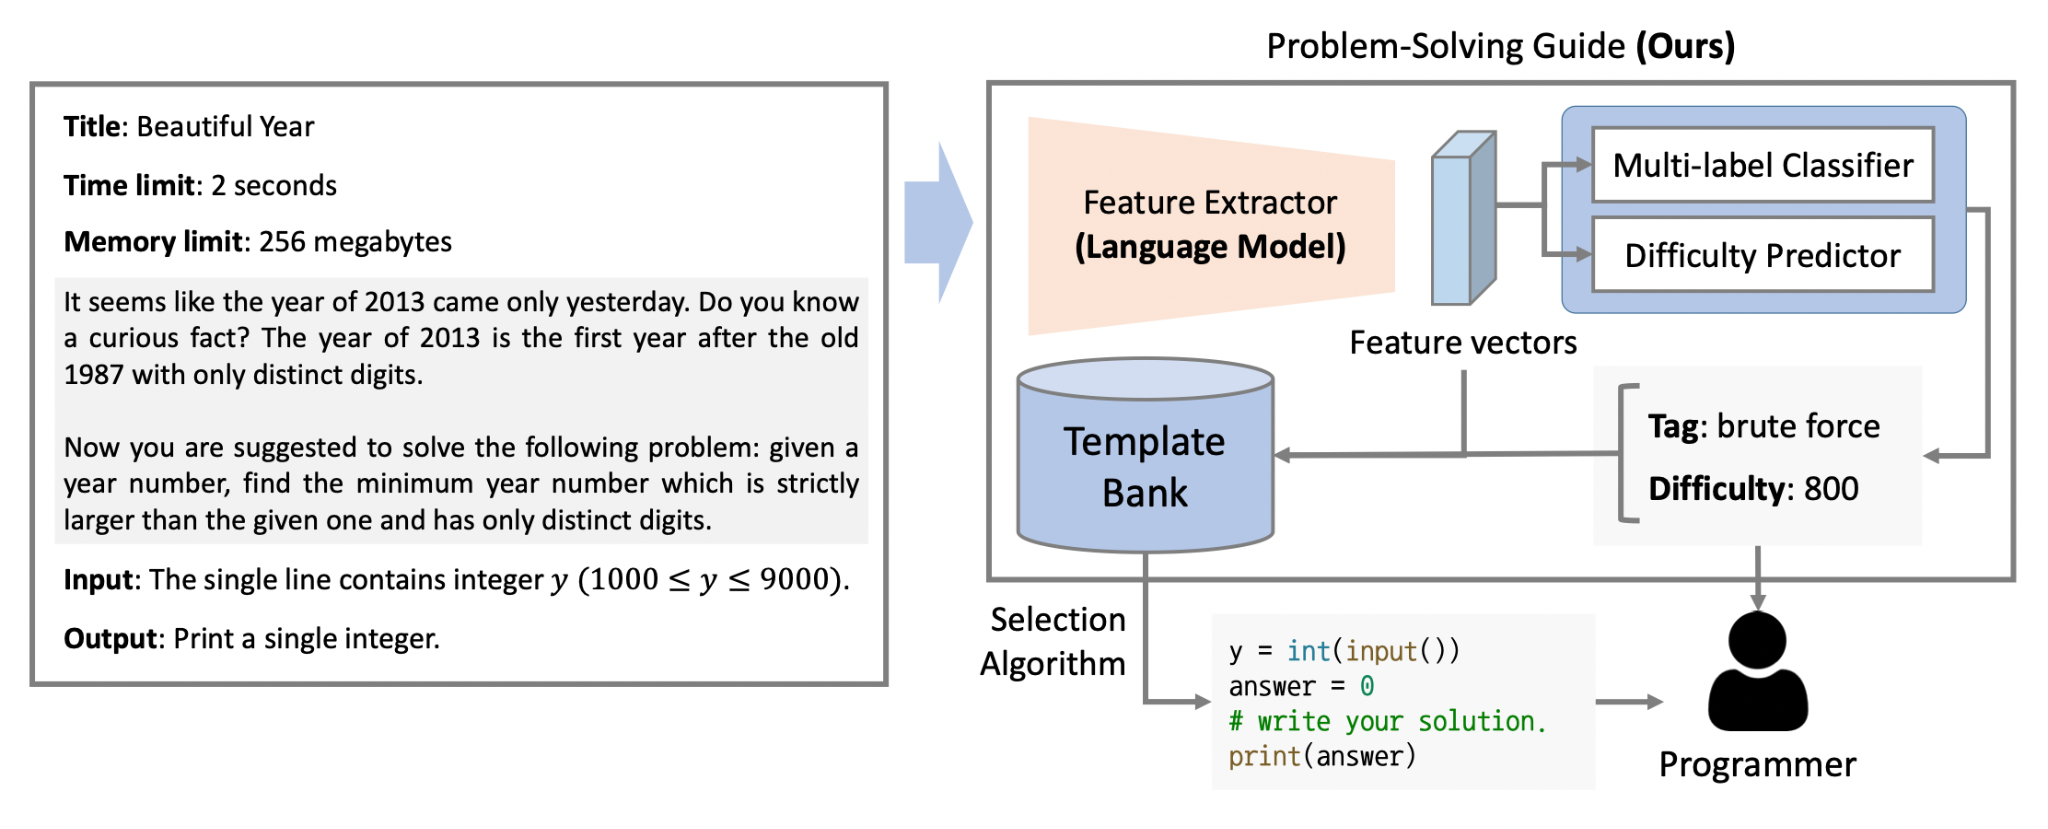 Title: Beautiful Year
Time limit: 2 seconds
Memory limit: 256 megabytes
It seems like the year of 2013 came only yesterday. Do you know
a curious fact? The year of 2013 is the first year after the old
1987 with only distinct digits.
Now you are suggested to solve the following problem: given a
year number, find the minimum year number which is strictly
larger than the given one and has only distinct digits.
Input: The single line contains integer y (1000 ≤ y ≤ 9000).
Output: Print a single integer.
Problem-Solving Guide (Ours)
Feature Extractor
(Language Model)
Feature vectors
Multi-label Classifier
Difficulty Predictor
Template
Bank
Tag: brute force
Difficulty: 800
Selection
Algorithm
y = int(input())
answer = 0
# write your solution.
print(answer)
Programmer